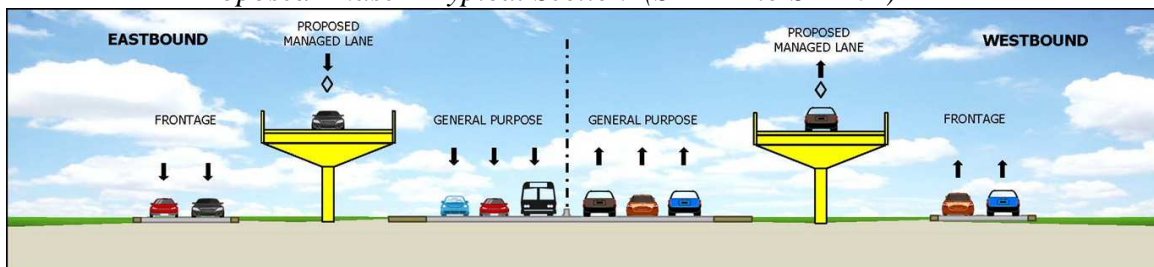 EASTBOUND
PROPOSED
MANAGED LANE
PROPOSED
MANAGED LANE
WESTBOUND
FRONTAGE
GENERAL PURPOSE
GENERAL PURPOSE
FRONTAGE